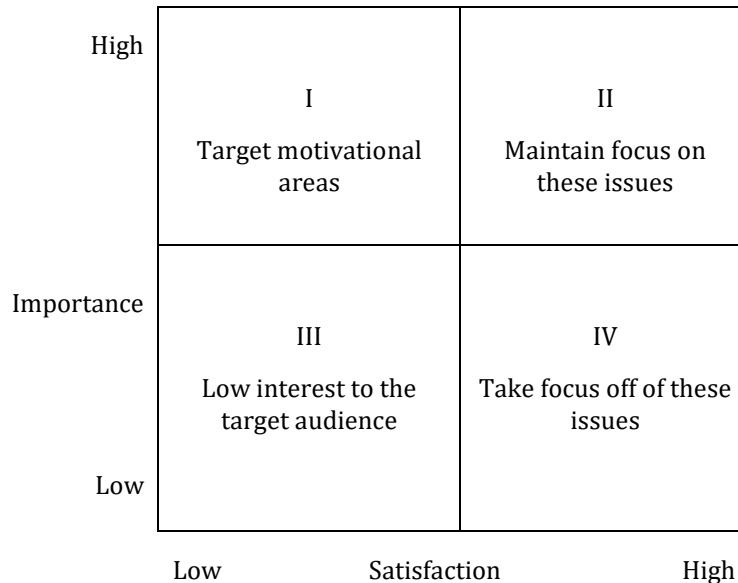 High
I
II
Target motivational
areas
Maintain focus on
these issues
Importance
III
IV
Low interest to the
target audience
Take focus off of these
issues
Low
Low
Satisfaction
High